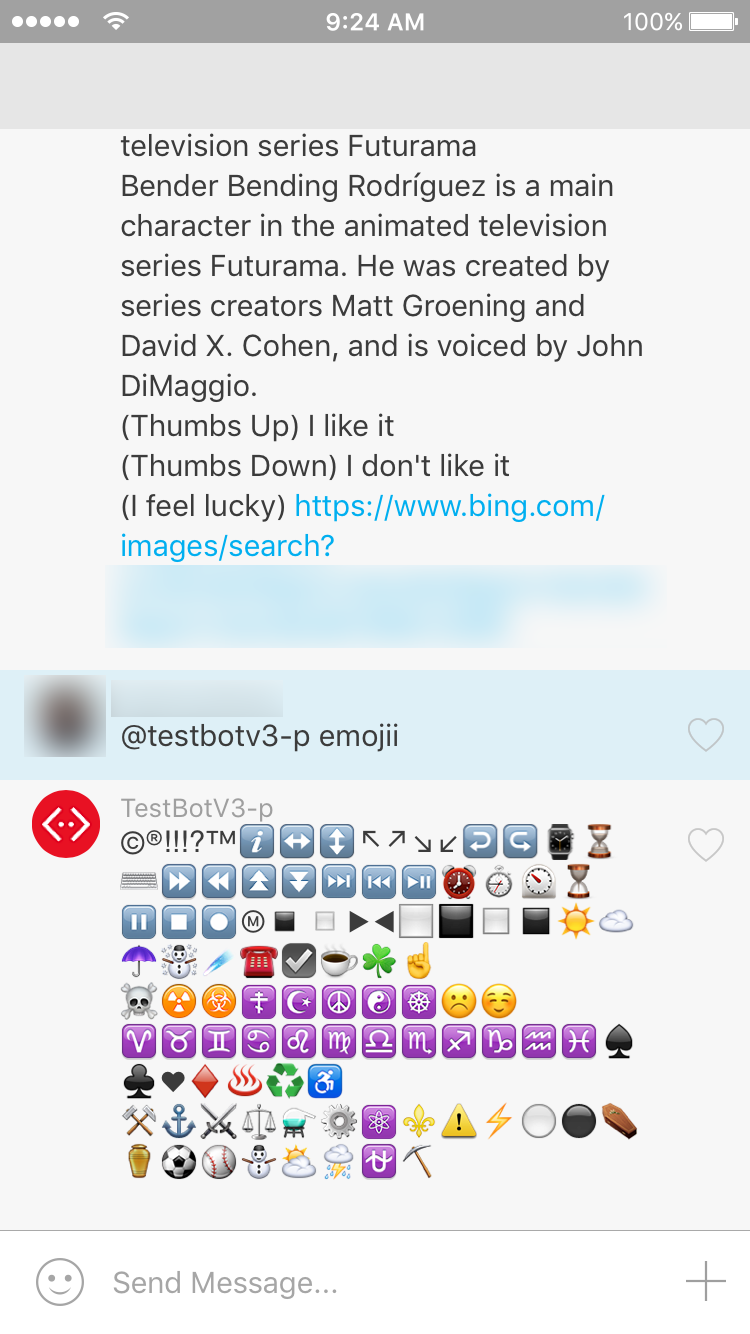 9:24 AM 100%
television series Futurama
Bender Bending Rodríguez is a main
character in the animated television
series Futurama. He was created by
series creators Matt Groening and
David X. Cohen, and is voiced by John
DiMaggio.
(Thumbs Up) I like it
(Thumbs Down) I don't like it
(I feel lucky) https://www.bing.com/
images/search?
@testbotv3-p emojii
TestBotV3-p
©®!!!?™ℹ️↔️↕️↖↗↘↙↩️↪️⌚⌛
⌨⏩⏪⏫⏬⏭⏮⏯⏰⏱⏲⏳
⏸⏹⏺Ⓜ▪▫▶◀◻◼◽◾☀️☁️
☂☃☄☎☑☕☘☝
☠☢☣☦☪☮☯☸☹☺
♈♉♊♋♌♍♎♏♐♑♒♓♠
♣♥♦♨♻♿
⚒⚓⚔⚖⚗⚙⚛⚜⚠⚡⚪⚫⚰
⚱⚽⚾⛄⛅⛈⛎⛏
Send Message...